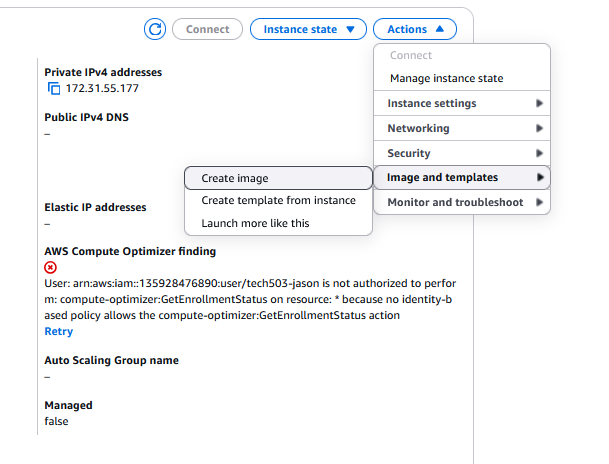 Connect
Instance state
Actions
Connect
Manage instance state
Instance settings
Networking
Security
Image and templates
Monitor and troubleshoot
Create image
Create template from instance
Launch more like this
Private IPv4 addresses
172.31.55.177
Public IPv4 DNS
–
Elastic IP addresses
–
AWS Compute Optimizer finding
User: arn:aws:iam::135928476890:user/tech503-jason is not authorized to perfor
m: compute-optimizer:GetEnrollmentStatus on resource: * because no identity-b
ased policy allows the compute-optimizer:GetEnrollmentStatus action
Retry
Auto Scaling Group name
–
Managed
false